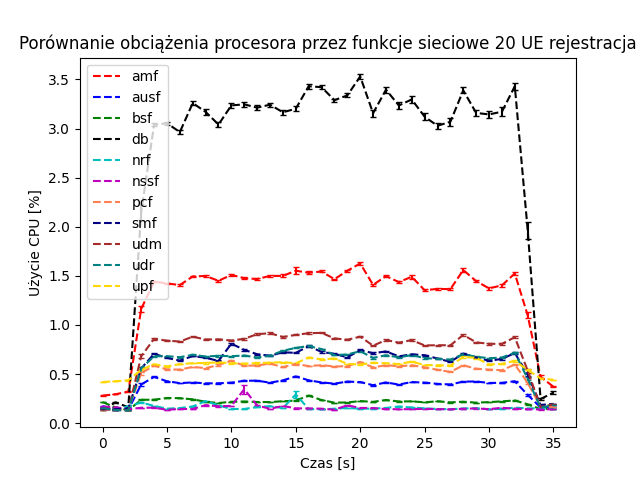 Porównanie obciążenia procesora przez funkcje sieciowe 20 UE rejestracja
Użycie CPU [%]
3.5
3.0
2.5
2.0
1.5
1.0
0.5
0.0
amf
ausf
bsf
db
nrf
nssf
pcf
smf
udm
udr
upf
0 5 10 15 20 25 30 35
Czas [s]